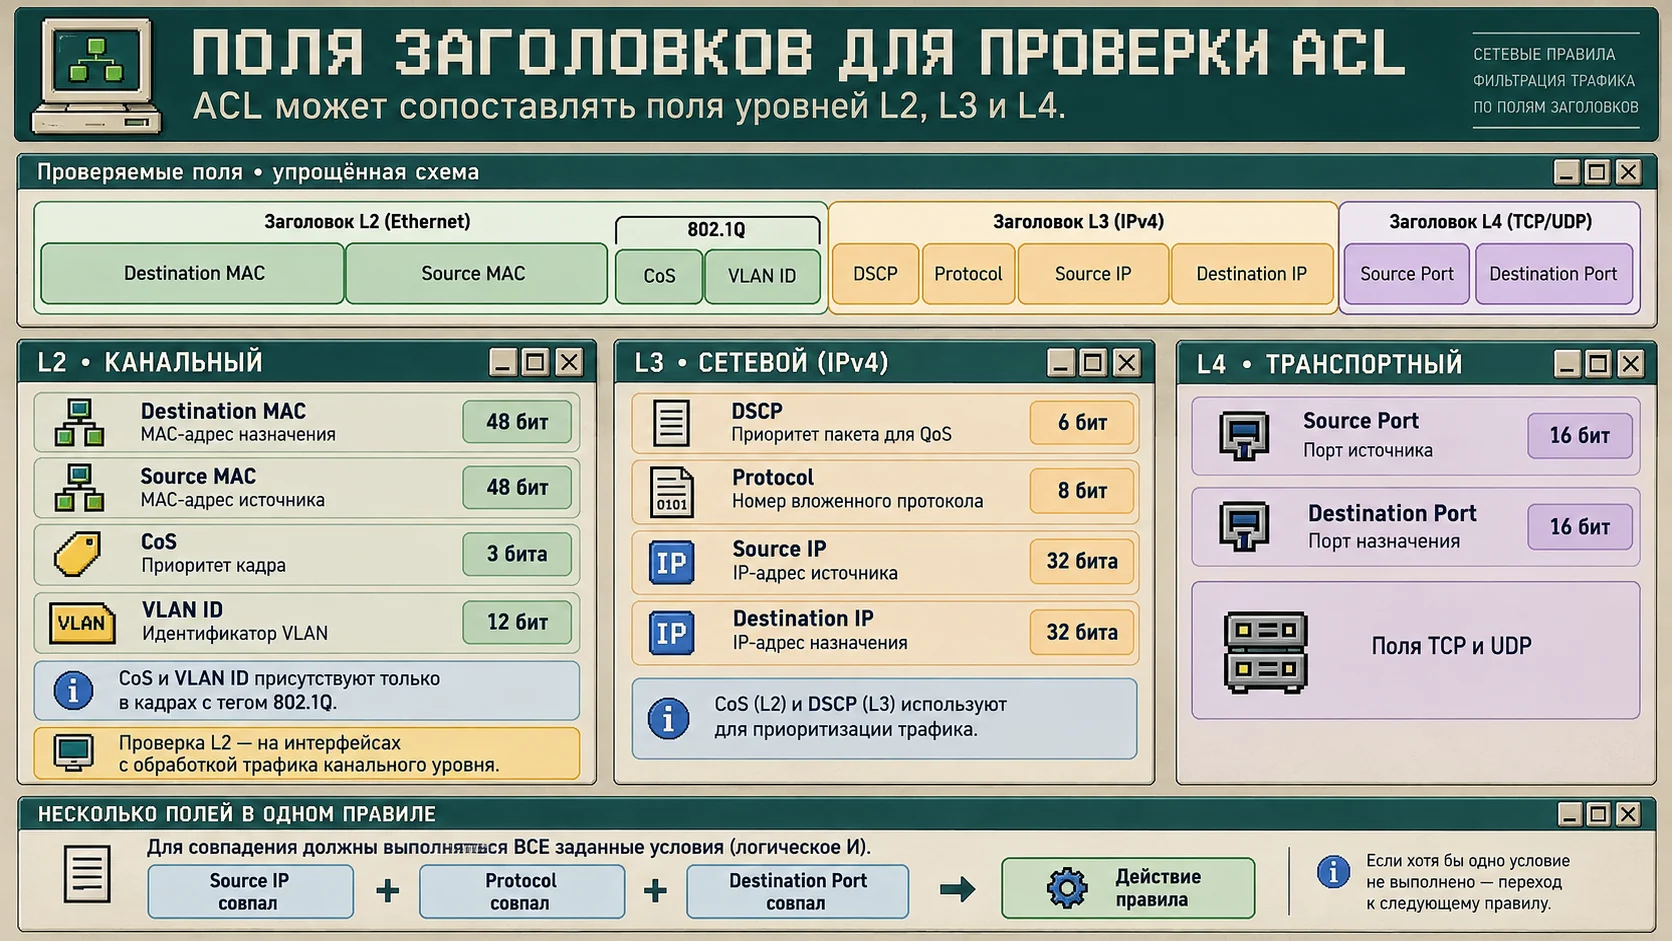 ПОЛЯ ЗАГОЛОВКОВ ДЛЯ ПРОВЕРКИ ACL
ACL может сопоставлять поля уровней L2, L3 и L4.
СЕТЕВЫЕ ПРАВИЛА
ФИЛЬТРАЦИЯ ТРАФИКА
ПО ПОЛЯМ ЗАГОЛОВКОВ
Проверяемые поля • упрощённая схема
Заголовок L2 (Ethernet)
802.1Q
Destination MAC
Source MAC
CoS
VLAN ID
Заголовок L3 (IPv4)
DSCP
Protocol
Source IP
Destination IP
Заголовок L4 (TCP/UDP)
Source Port
Destination Port
L2 • КАНАЛЬНЫЙ
Destination MAC
МАС-адрес назначения
48 бит
Source MAC
МАС-адрес источника
48 бит
CoS
Приоритет кадра
3 бита
VLAN
VLAN ID
Идентификатор VLAN
12 бит
CoS и VLAN ID присутствуют только
в кадрах с тегом 802.1Q.
Проверка L2 — на интерфейсах
с обработкой трафика канального уровня.
L3 • СЕТЕВОЙ (IPv4)
DSCP
Приоритет пакета для QoS
6 бит
0101
Protocol
Номер вложенного протокола
8 бит
IP
Source IP
IP-адрес источника
32 бита
IP
Destination IP
IP-адрес назначения
32 бита
CoS (L2) и DSCP (L3) используют
для приоритизации трафика.
L4 • ТРАНСПОРТНЫЙ
Source Port
Порт источника
16 бит
Destination Port
Порт назначения
16 бит
Поля TCP и UDP
НЕСКОЛЬКО ПОЛЕЙ В ОДНОМ ПРАВИЛЕ
Для совпадения должны выполняться ВСЕ заданные условия (логическое И).
Source IP
совпал
+
Protocol
совпал
+
Destination Port
совпал
Действие
правила
Если хотя бы одно условие
не выполнено — переход
к следующему правилу.